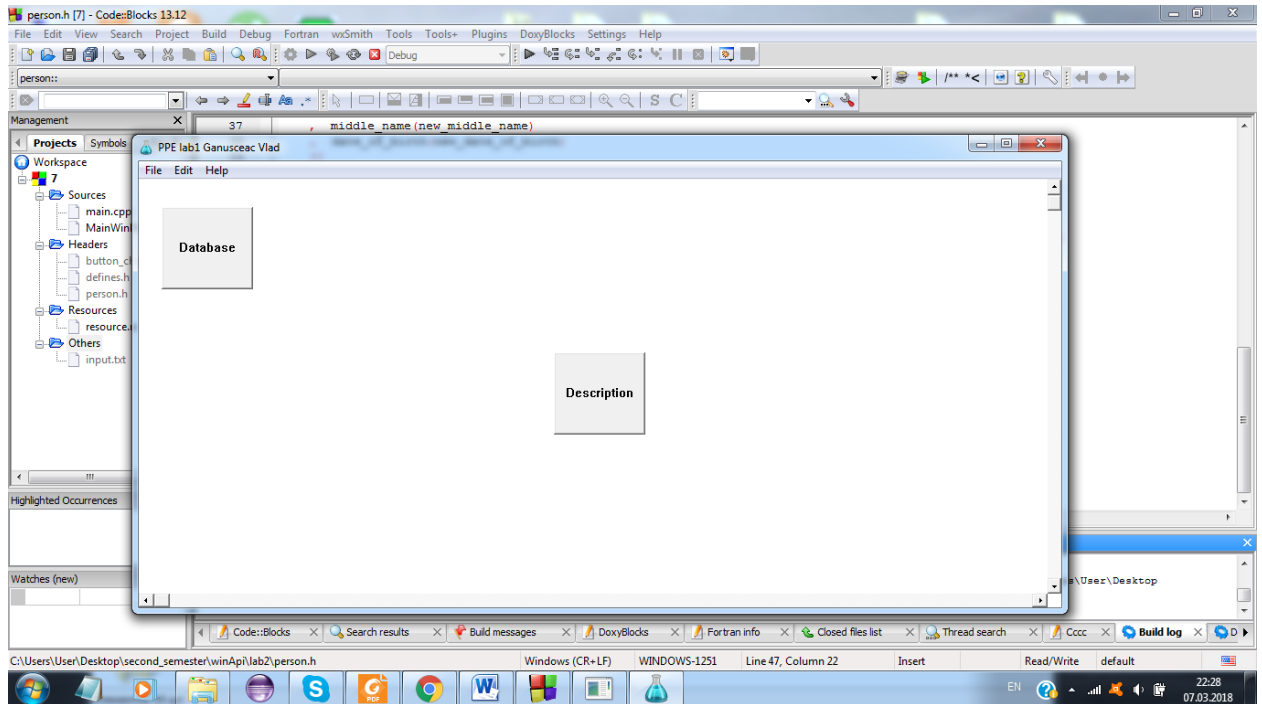 person.h [7] - Code::Blocks 13.12
File Edit View Search Project Build Debug Fortran wxSmith Tools Tools+ Plugins DoxyBlocks Settings Help
Debug
person::
/** *<
S C
Management
37 , middle_name(new_middle_name)
Projects Symbols
PPE lab1 Ganusceac Vlad
Workspace
File Edit Help
7
Sources
main.cpp
MainWin
Database
Headers
button_c
defines.h
person.h
Resources
resource.
Others
input.txt
Description
Highlighted Occurrences
Watches (new)
s\User\Desktop
Code::Blocks Search results Build messages DoxyBlocks Fortran info Closed files list Thread search Cccc Build log D
C:\Users\User\Desktop\second_semester\winApi\lab2\person.h Windows (CR+LF) WINDOWS-1251 Line 47, Column 22 Insert Read/Write default
PDF
EN
22:28
07.03.2018